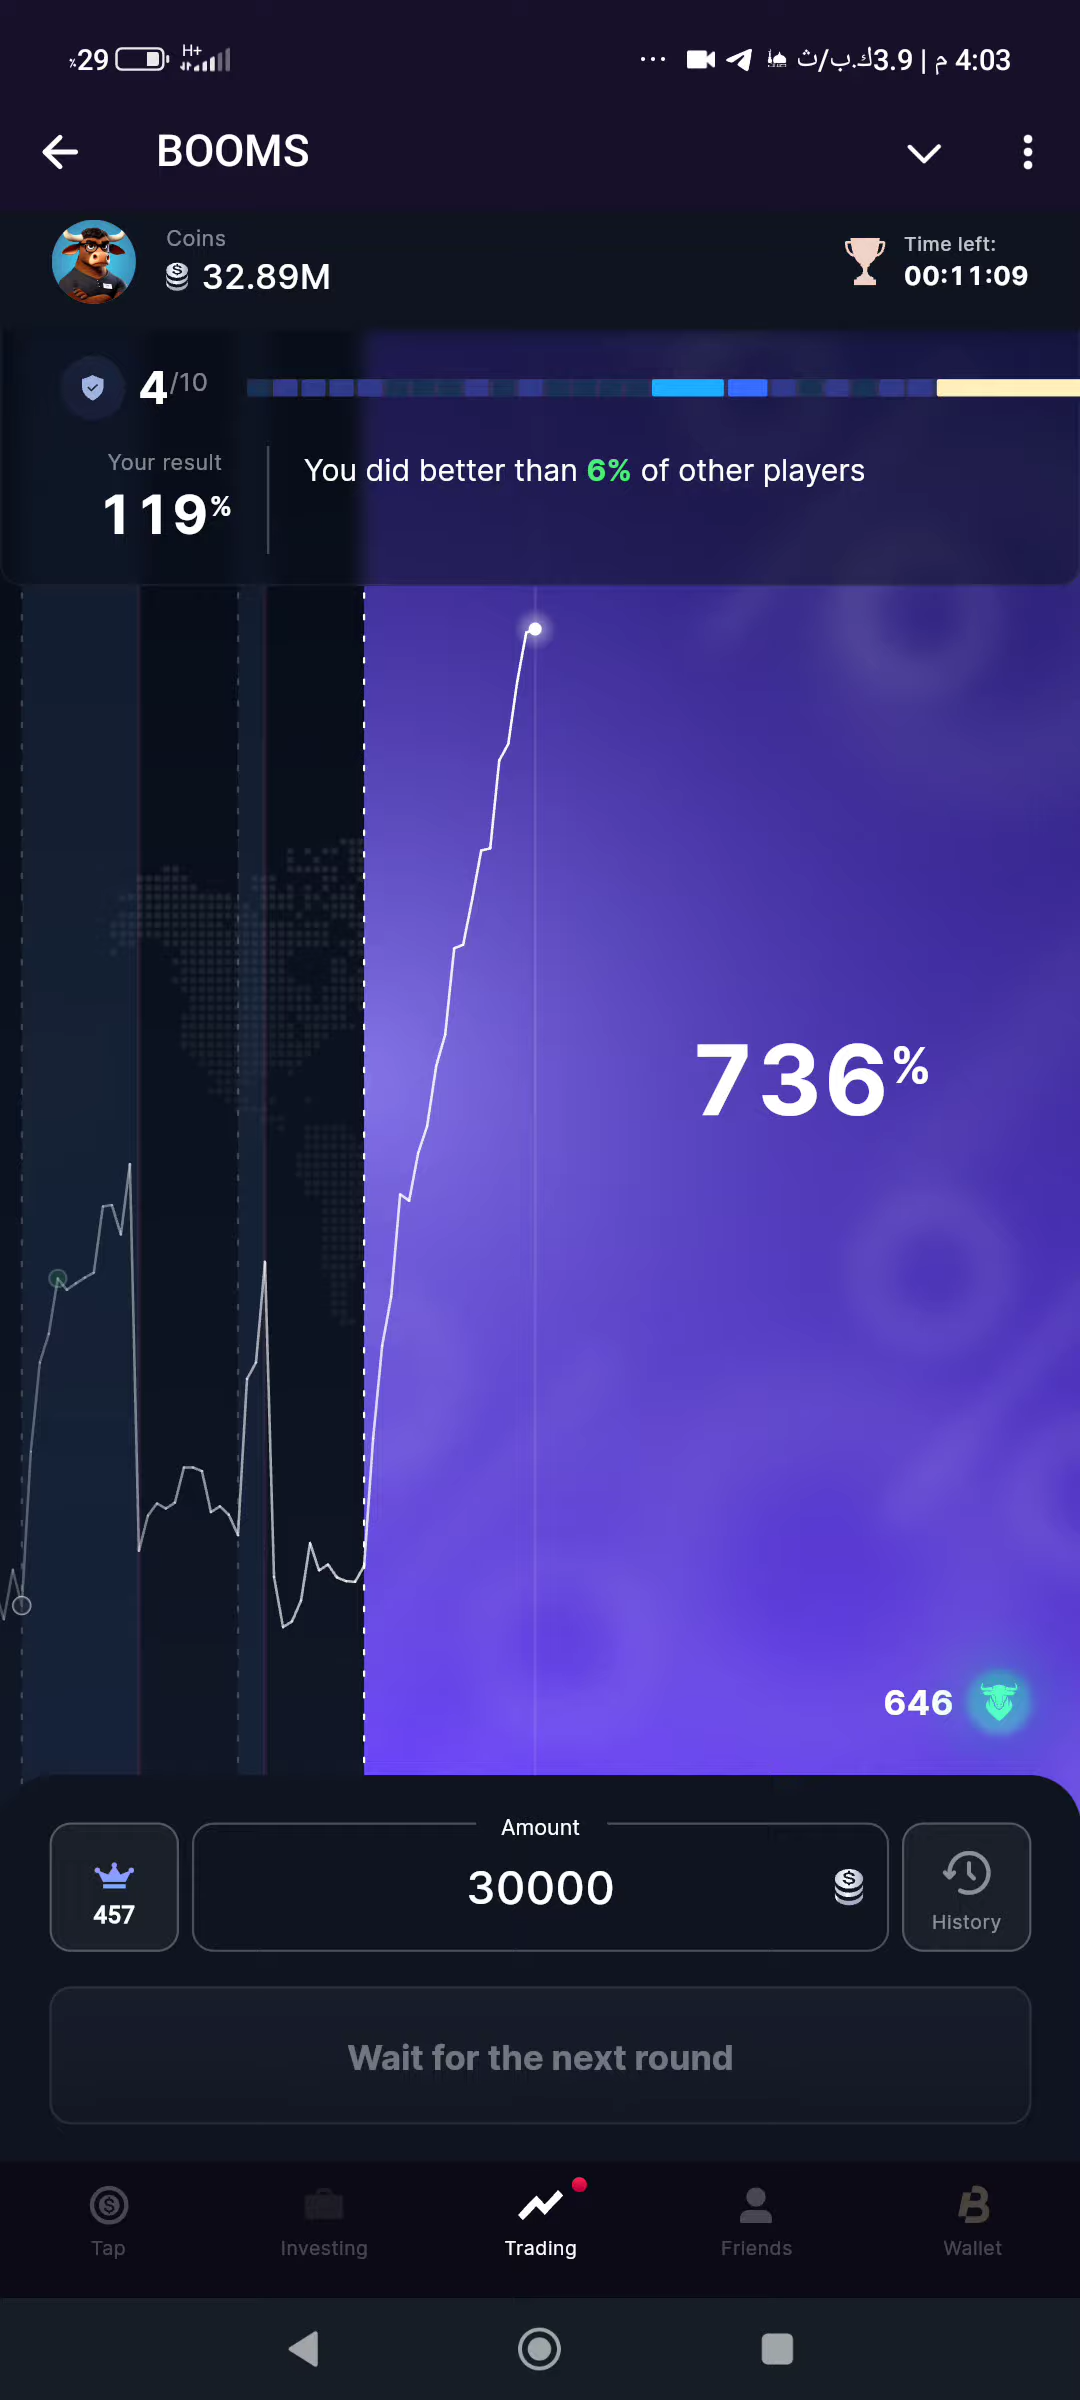 %29 H+ ... 3.9ك.ب/ث | 4:03 م
BOOMS
Coins
32.89M
Time left:
00:11:09
4/10
Your result
119%
You did better than 6% of other players
736%
646
Amount
457
30000
History
Wait for the next round
Tap
Investing
Trading
Friends
Wallet